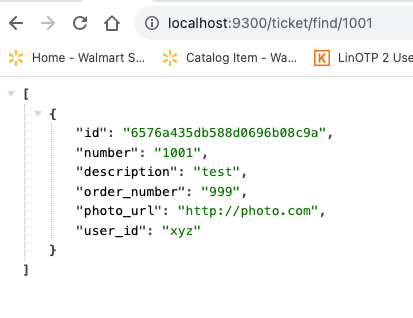 localhost:9300/ticket/find/1001
Home - Walmart S... Catalog Item - Wa... K LinOTP 2 Use
[
{
"id": "6576a435db588d0696b08c9a",
"number": "1001",
"description": "test",
"order_number": "999",
"photo_url": "http://photo.com",
"user_id": "xyz"
}
]